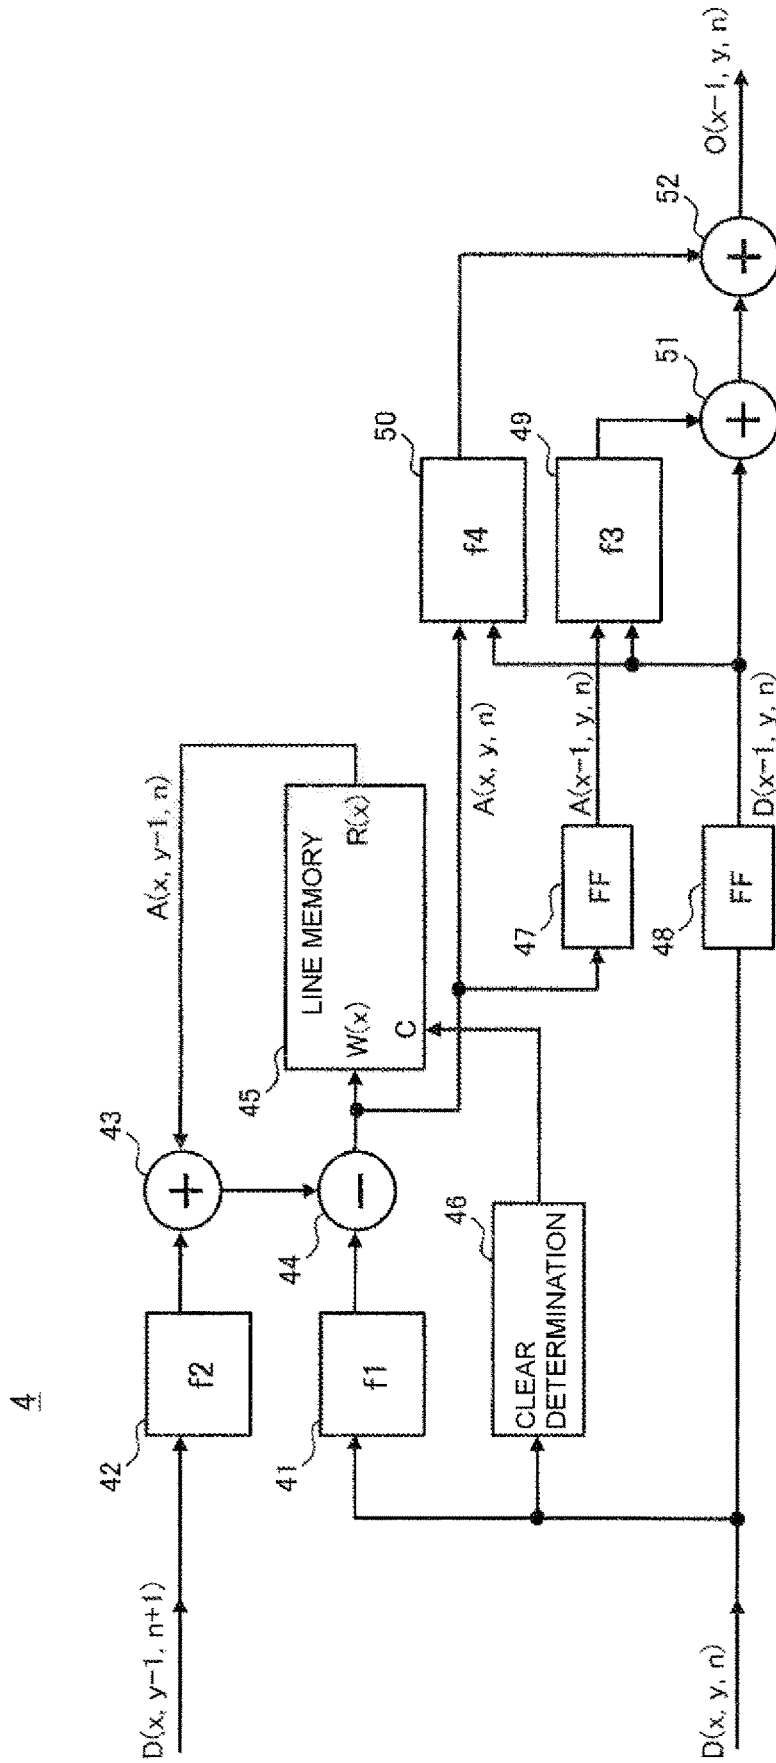 4
D(x, y-1, n+1)
42
f2
43
+
A(x, y-1, n)
41
f1
44
−
45
LINE MEMORY
W(x)
R(x)
C
46
CLEAR
DETERMINATION
A(x, y, n)
50
f4
47
FF
A(x-1, y, n)
49
f3
D(x, y, n)
48
FF
D(x-1, y, n)
51
+
52
+
O(x-1, y, n)